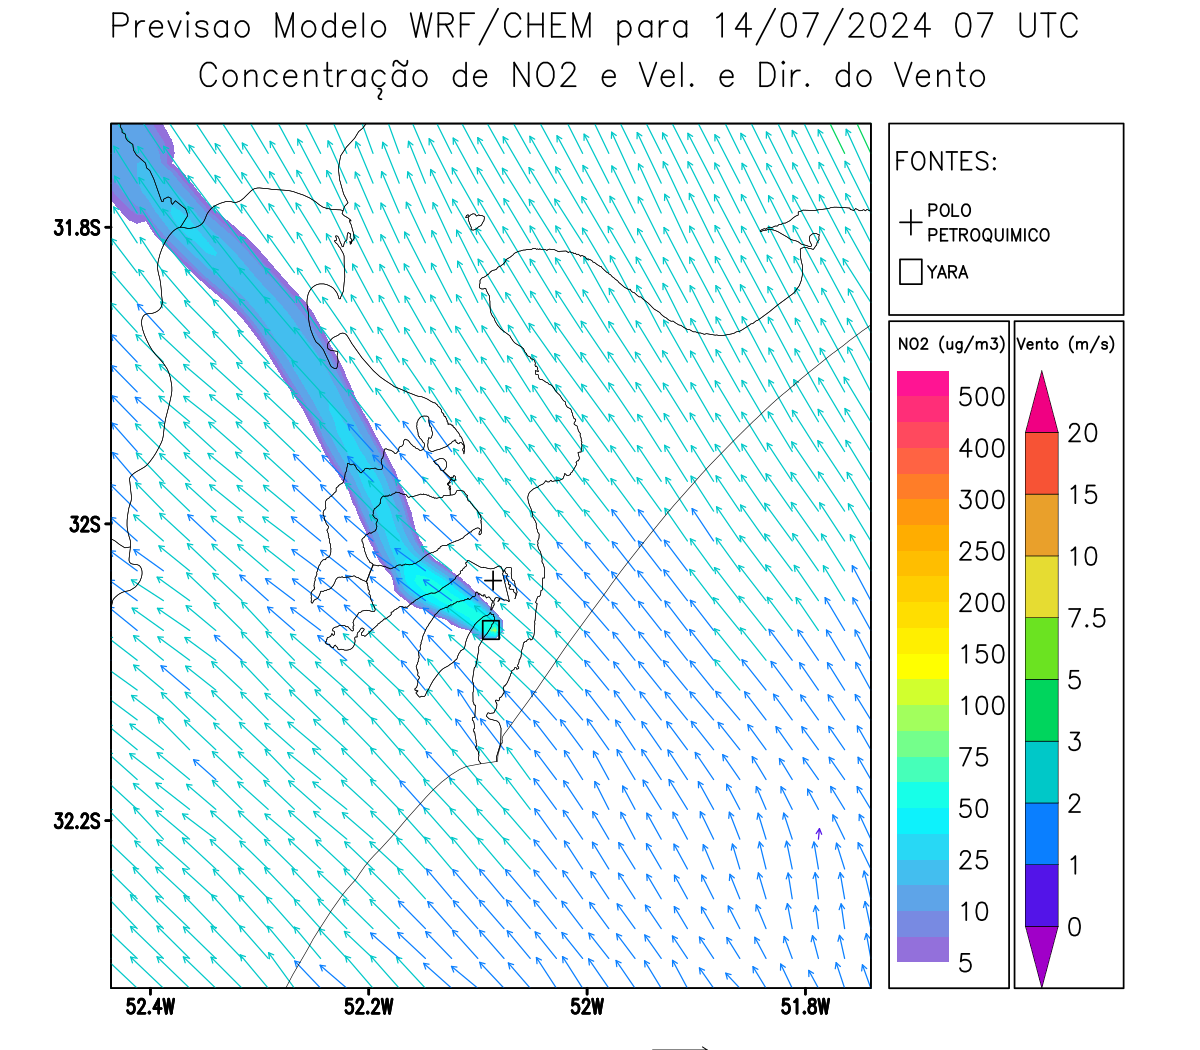 Previsao Modelo WRF/CHEM para 14/07/2024 07 UTC
Concentração de NO2 e Vel. e Dir. do Vento
FONTES:
POLO
PETROQUIMICO
YARA
NO2 (ug/m3)
500
400
300
250
200
150
100
75
50
25
10
5
Vento (m/s)
20
15
10
7.5
5
3
2
1
0
31.8S
32S
32.2S
52.4W
52.2W
52W
51.8W